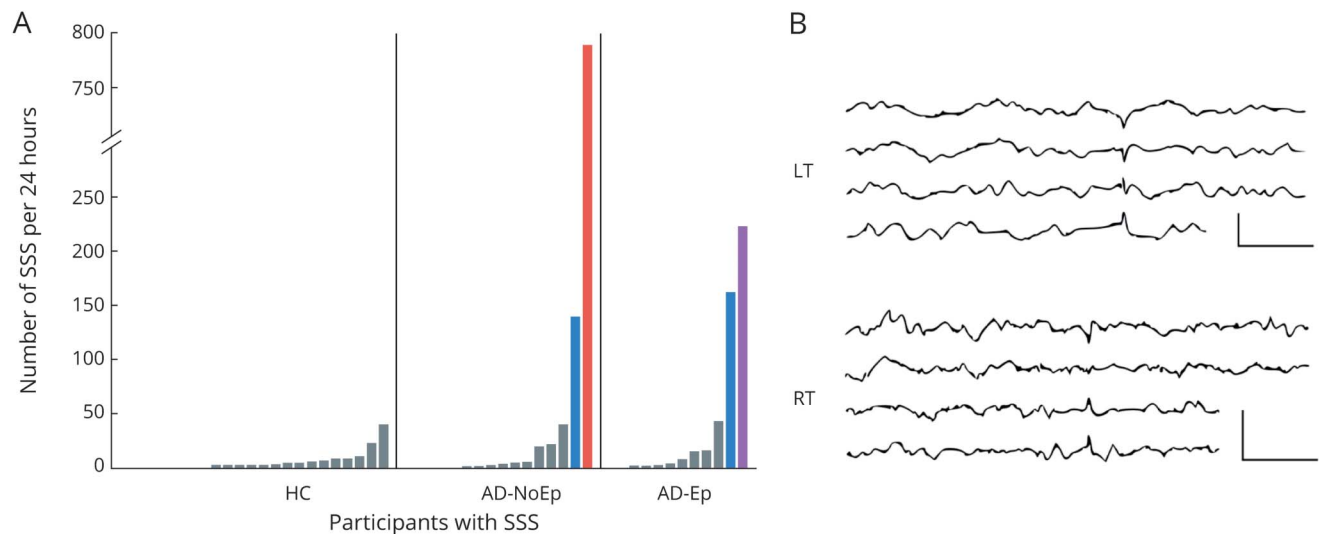 A
Number of SSS per 24 hours
800
750
250
200
150
100
50
0
HC
AD-NoEp
AD-Ep
Participants with SSS
B
LT
RT